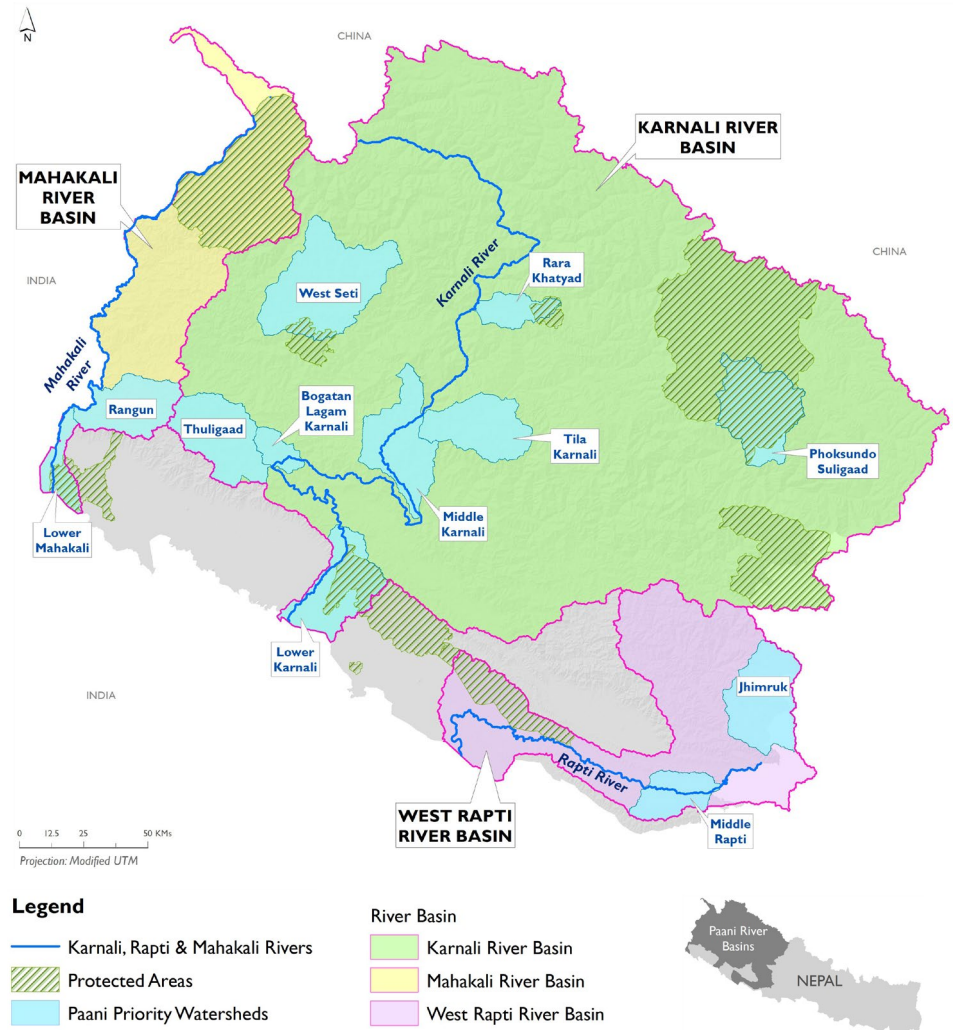 N
CHINA
KARNALI RIVER
BASIN
MAHAKALI
RIVER
BASIN
CHINA
INDIA
Karnali River
Rara
Khatyad
West Seti
Mahakali
River
Rangun
Thuligaad
Bogatan
Lagam
Karnali
Tila
Karnali
Phoksundo
Suligaad
Middle
Karnali
Lower
Mahakali
Lower
Karnali
INDIA
Jhimruk
Rapti River
WEST RAPTI
RIVER BASIN
Middle
Rapti
0 12.5 25 50 KMs
Projection: Modified UTM
Legend
Karnali, Rapti & Mahakali Rivers
Protected Areas
Paani Priority Watersheds
River Basin
Karnali River Basin
Mahakali River Basin
West Rapti River Basin
Paani River
Basins
NEPAL